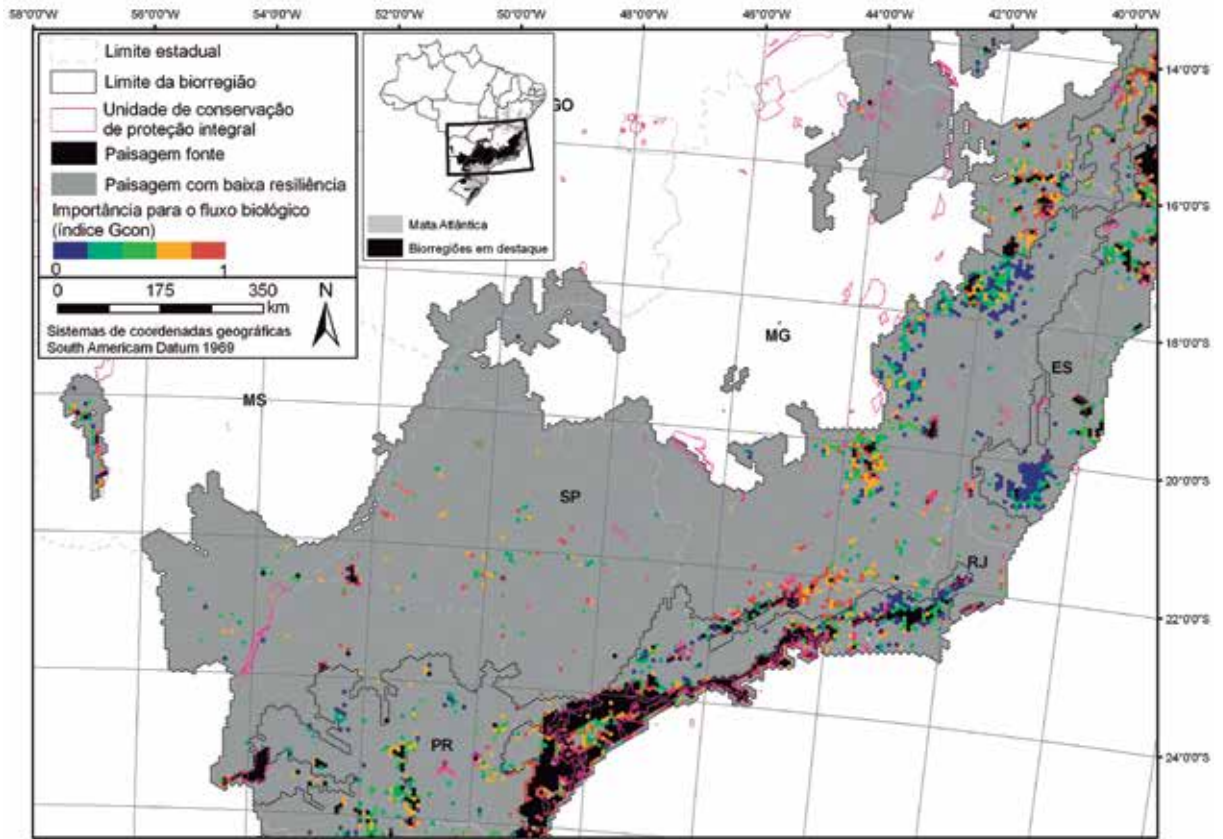 58°0'0"W 56°0'0"W 54°0'0"W 52°0'0"W 50°0'0"W 48°0'0"W 46°0'0"W 44°0'0"W 42°0'0"W 40°0'0"W
Limite estadual
Limite da biorregião
Unidade de conservação
de proteção integral
Paisagem fonte
Paisagem com baixa resiliência
Importância para o fluxo biológico
(índice Gcon)
0 1
0 175 350
km
N
Sistemas de coordenadas geográficas
South Americam Datum 1969
Mata Atlântica
Biorregiões em destaque
GO
MG
ES
MS
SP
RJ
PR
14°0'0"S
16°0'0"S
18°0'0"S
20°0'0"S
22°0'0"S
24°0'0"S